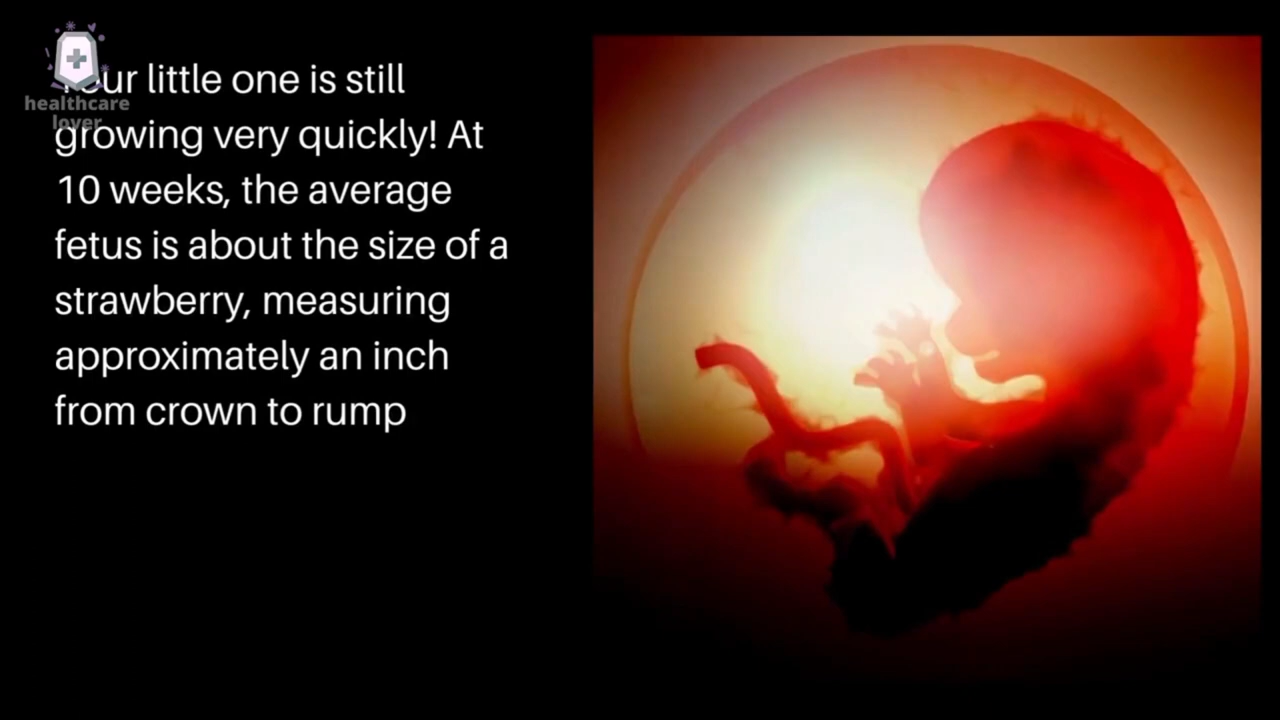 healthcare
lover
Your little one is still
growing very quickly! At
10 weeks, the average
fetus is about the size of a
strawberry, measuring
approximately an inch
from crown to rump